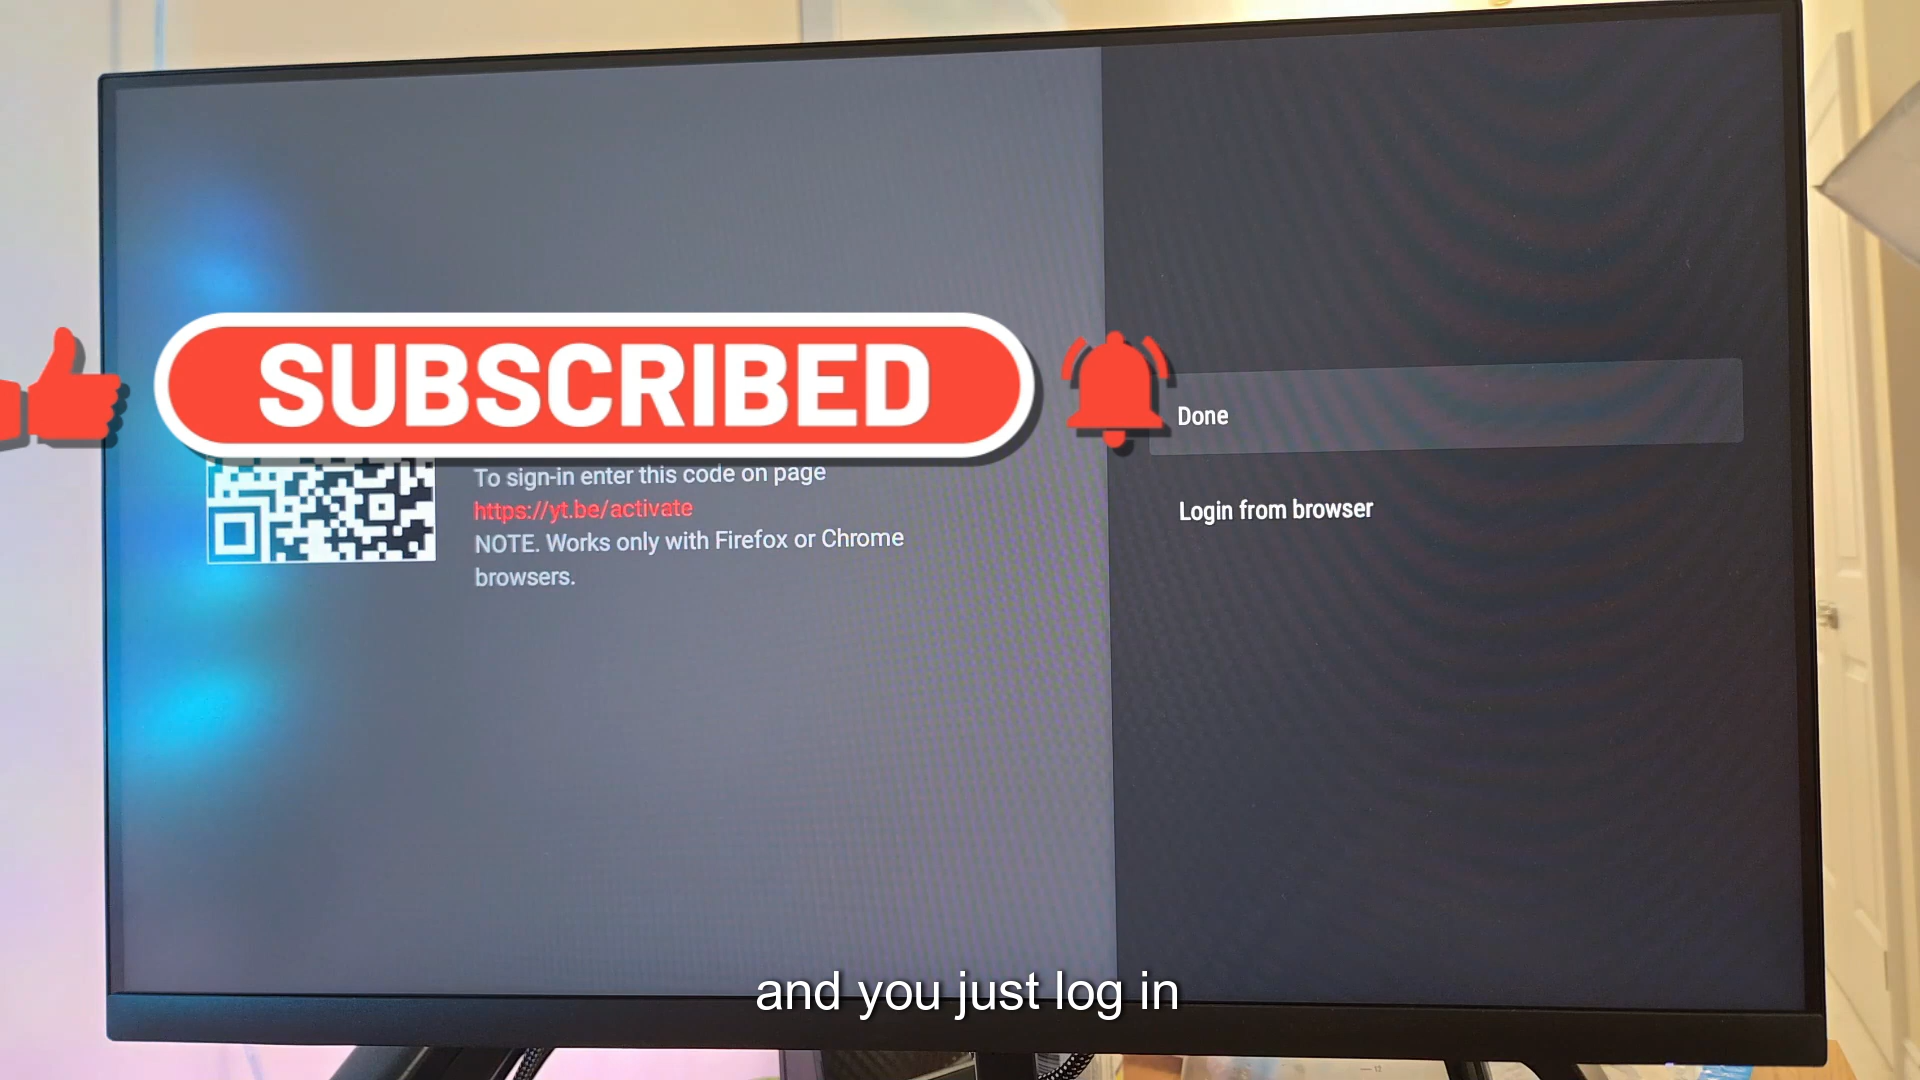 SUBSCRIBED
Done
To sign-in enter this code on page
https://yt.be/activate
NOTE. Works only with Firefox or Chrome
browsers.
Login from browser
and you just log in